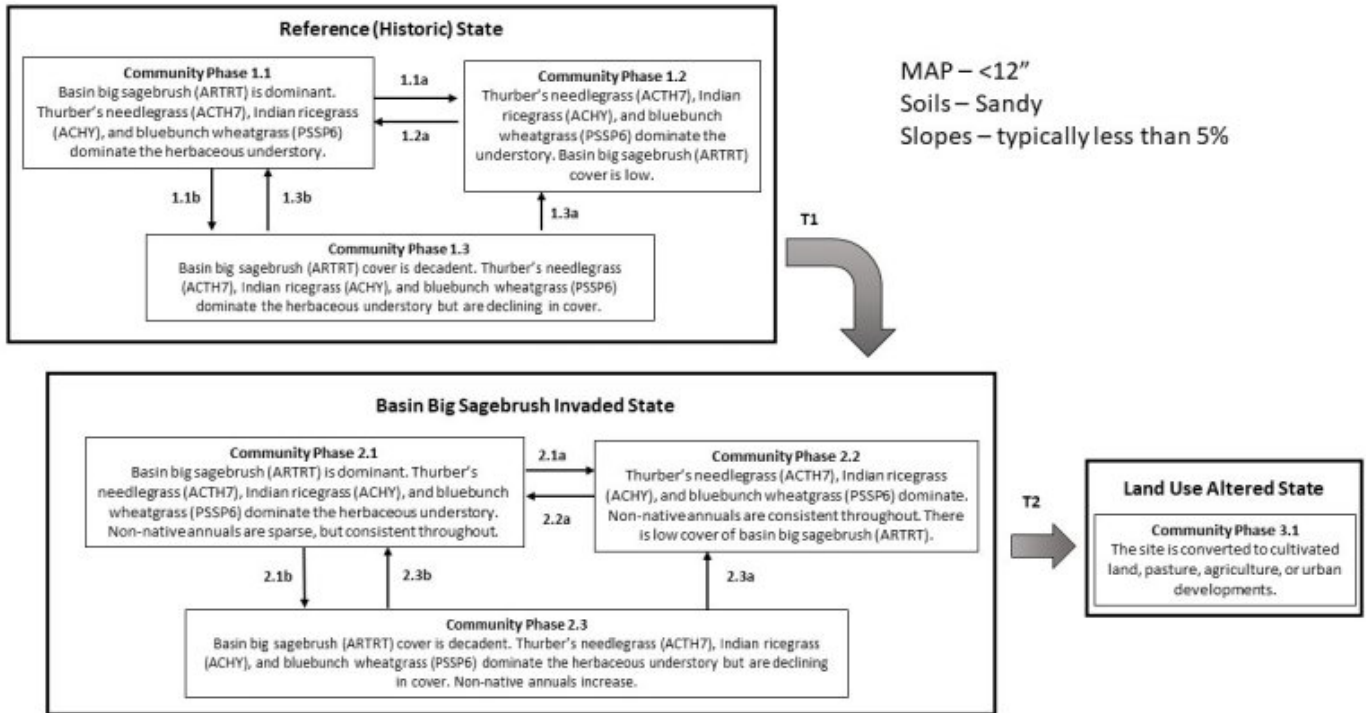 Reference (Historic) State
Community Phase 1.1
Basin big sagebrush (ARTRT) is dominant.
Thurber's needlegrass (ACTH7), Indian ricegrass
(ACHY), and bluebunch wheatgrass (PSSP6)
dominate the herbaceous understory.
1.1a
1.2a
Community Phase 1.2
Thurber's needlegrass (ACTH7), Indian
ricegrass (ACHY), and bluebunch
wheatgrass (PSSP6) dominate the
understory. Basin big sagebrush (ARTRT)
cover is low.
1.1b
1.3b
1.3a
Community Phase 1.3
Basin big sagebrush (ARTRT) cover is decadent. Thurber's needlegrass
(ACTH7), Indian ricegrass (ACHY), and bluebunch wheatgrass (PSSP6)
dominate the herbaceous understory but are declining in cover.
MAP – <12"
Soils – Sandy
Slopes – typically less than 5%
T1
Basin Big Sagebrush Invaded State
Community Phase 2.1
Basin big sagebrush (ARTRT) is dominant. Thurber's
needlegrass (ACTH7), Indian ricegrass (ACHY), and bluebunch
wheatgrass (PSSP6) dominate the herbaceous understory.
Non-native annuals are sparse, but consistent throughout.
2.1a
2.2a
Community Phase 2.2
Thurber's needlegrass (ACTH7), Indian ricegrass
(ACHY), and bluebunch wheatgrass (PSSP6) dominate.
Non-native annuals are consistent throughout. There
is low cover of basin big sagebrush (ARTRT).
2.1b
2.3b
2.3a
Community Phase 2.3
Basin big sagebrush (ARTRT) cover is decadent. Thurber's needlegrass (ACTH7), Indian ricegrass
(ACHY), and bluebunch wheatgrass (PSSP6) dominate the herbaceous understory but are declining
in cover. Non-native annuals increase.
T2
Land Use Altered State
Community Phase 3.1
The site is converted to cultivated
land, pasture, agriculture, or urban
developments.